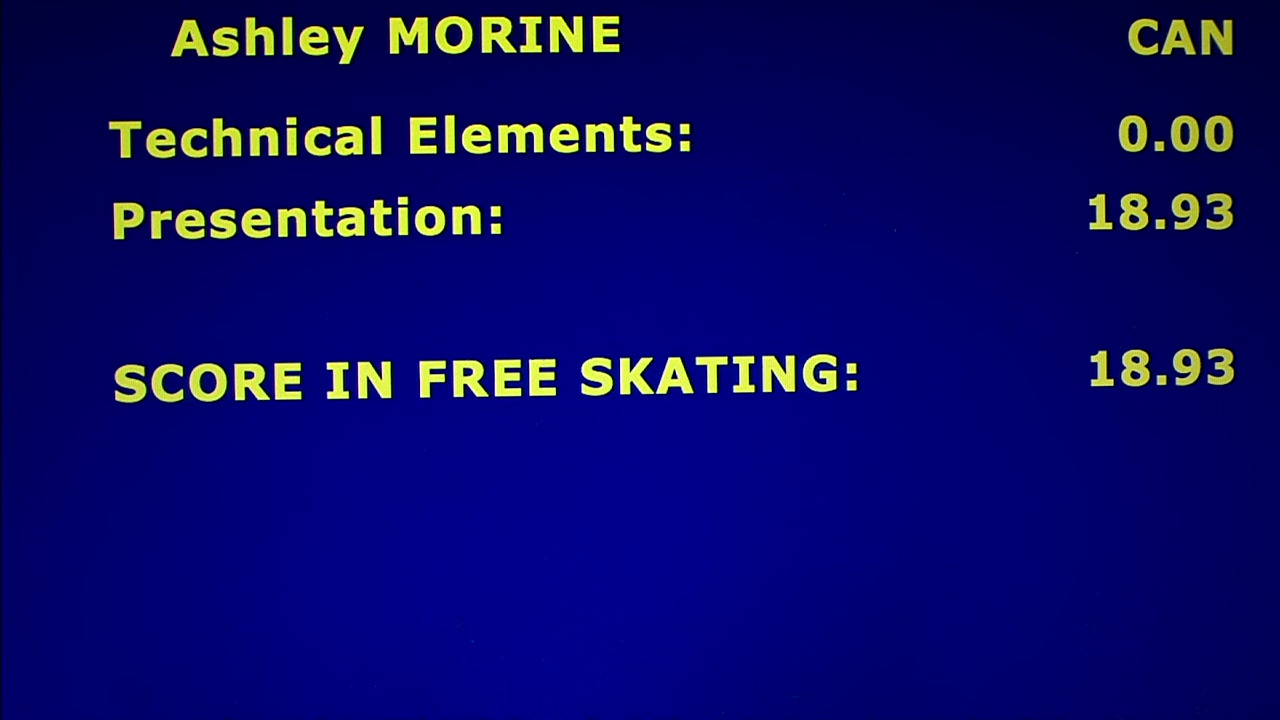 Ashley MORINE CAN
Technical Elements: 0.00
Presentation: 18.93
SCORE IN FREE SKATING: 18.93